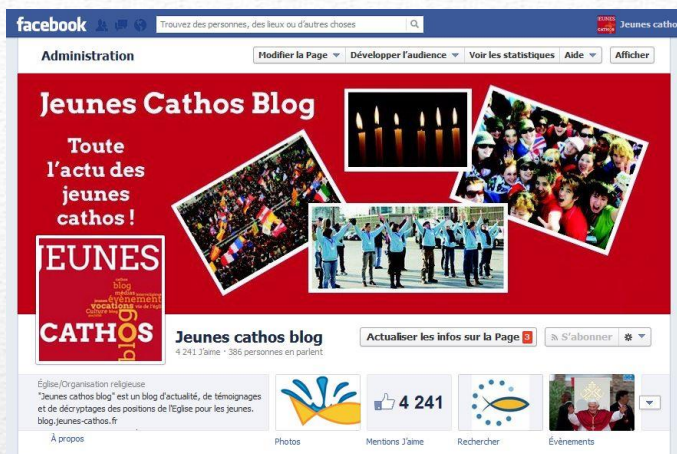 facebook
Trouvez des personnes, des lieux ou d'autres choses
Jeunes catho
Administration
Modifier la Page
Développer l'audience
Voir les statistiques
Aide
Afficher
Jeunes Cathos Blog
Toute
l'actu des
jeunes
cathos !
JEUNES
blog
médias
événement
vocations
Culture
CATHOS
blog
Jeunes cathos blog
4 241 J'aime · 386 personnes en parlent
Actualiser les infos sur la Page 3
S'abonner
Église/Organisation religieuse
"Jeunes cathos blog" est un blog d'actualité, de témoignages
et de décryptages des positions de l'Eglise pour les jeunes.
blog.jeunes-cathos.fr
À propos
Photos
4 241
Mentions J'aime
Rechercher
Évènements